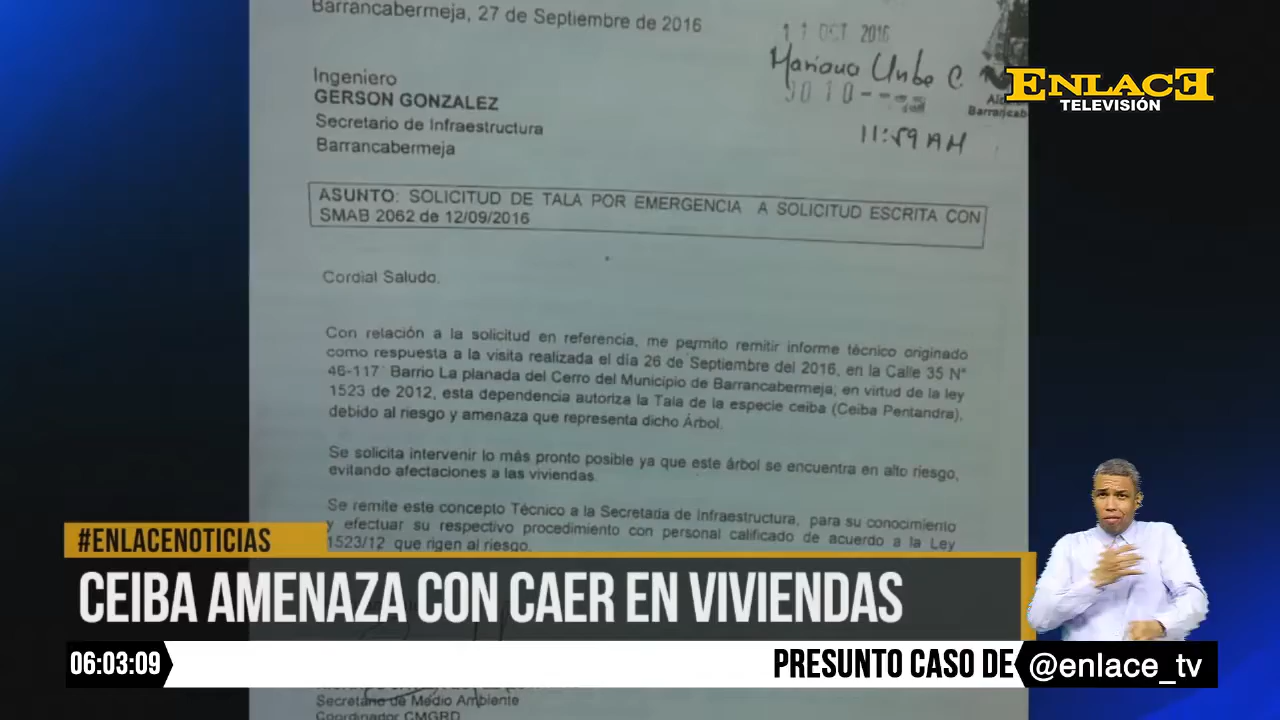 Barrancabermeja, 27 de Septiembre de 2016
11 OCT 2016
Mariana Uribe C.
11:59 AM
ENLACE
TELEVISIÓN
Barrancab
Ingeniero
GERSON GONZALEZ
Secretario de Infraestructura
Barrancabermeja
ASUNTO: SOLICITUD DE TALA POR EMERGENCIA A SOLICITUD ESCRITA CON
SMAB 2062 de 12/09/2016
Cordial Saludo.
Con relación a la solicitud en referencia, me permito remitir informe técnico originado
como respuesta a la visita realizada el día 26 de Septiembre del 2016, en la Calle 35 N°
46-117 Barrio La planada del Cerro del Municipio de Barrancabermeja; en virtud de la ley
1523 de 2012, esta dependencia autoriza la Tala de la especie ceiba (Ceiba Pentandra),
debido al riesgo y amenaza que representa dicho Árbol.
Se solicita intervenir lo más pronto posible ya que este árbol se encuentra en alto riesgo,
evitando afectaciones a las viviendas.
Se remite este concepto Técnico a la Secretada de Infraestructura, para su conocimiento
y efectuar su respectivo procedimiento con personal calificado de acuerdo a la Ley
1523/12 que rigen al riesgo.
#ENLACENOTICIAS
CEIBA AMENAZA CON CAER EN VIVIENDAS
06:03:09
PRESUNTO CASO DE
@enlace_tv
Secretario de Medio Ambiente
Coordinador CMGRD